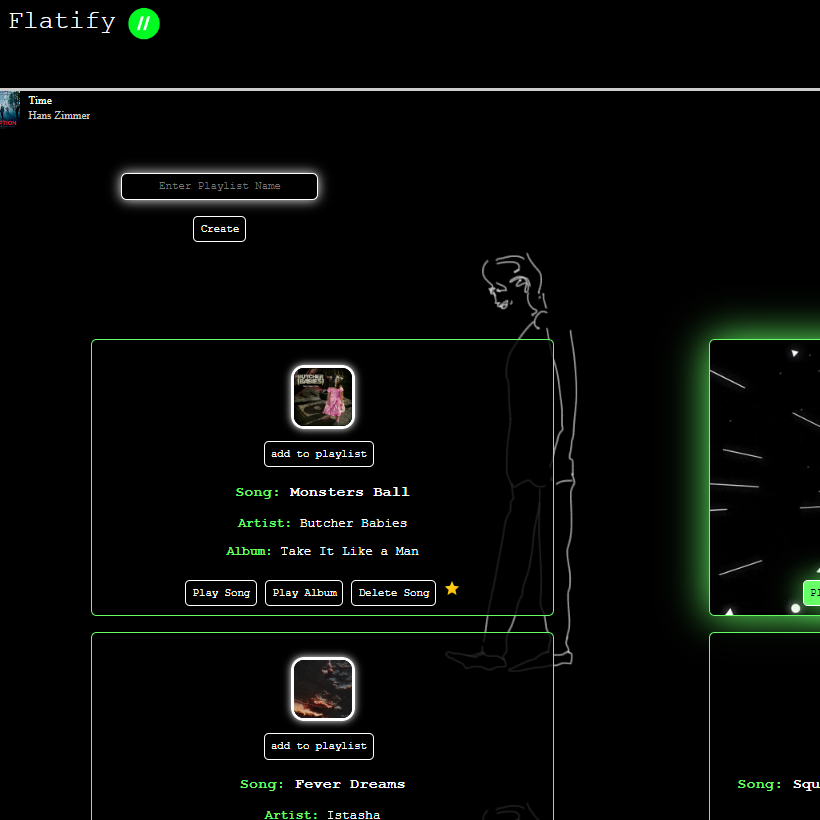 Flatify //
Time
Hans Zimmer
Enter Playlist Name
Create
BUTCHER
BABIES
add to playlist
Song: Monsters Ball
Artist: Butcher Babies
Album: Take It Like a Man
Play Song Play Album Delete Song
add to playlist
Song: Fever Dreams
Song: Squ
Artist: Istasha